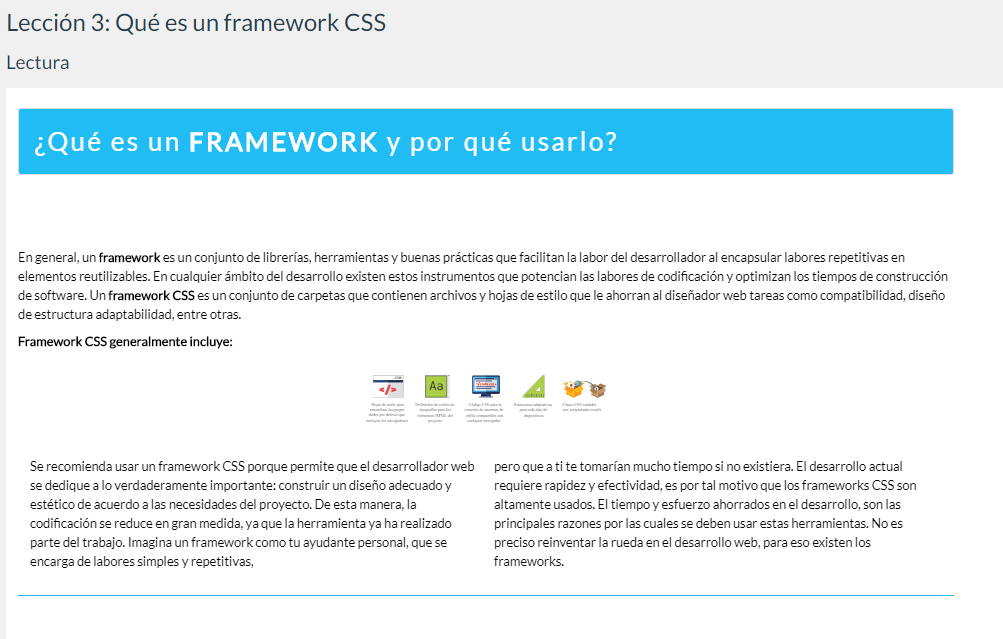 Lección 3: Qué es un framework CSS
Lectura
¿Qué es un FRAMEWORK y por qué usarlo?
En general, un framework es un conjunto de librerías, herramientas y buenas prácticas que facilitan la labor del desarrollador al encapsular labores repetitivas en
elementos reutilizables. En cualquier ámbito del desarrollo existen estos instrumentos que potencian las labores de codificación y optimizan los tiempos de construcción
de software. Un framework CSS es un conjunto de carpetas que contienen archivos y hojas de estilo que le ahorran al diseñador web tareas como compatibilidad, diseño
de estructura adaptabilidad, entre otras.
Framework CSS generalmente incluye:
</>
Aa
Se recomienda usar un framework CSS porque permite que el desarrollador web
se dedique a lo verdaderamente importante: construir un diseño adecuado y
estético de acuerdo a las necesidades del proyecto. De esta manera, la
codificación se reduce en gran medida, ya que la herramienta ya ha realizado
parte del trabajo. Imagina un framework como tu ayudante personal, que se
encarga de labores simples y repetitivas,
pero que a ti te tomarían mucho tiempo si no existiera. El desarrollo actual
requiere rapidez y efectividad, es por tal motivo que los frameworks CSS son
altamente usados. El tiempo y esfuerzo ahorrados en el desarrollo, son las
principales razones por las cuales se deben usar estas herramientas. No es
preciso reinventar la rueda en el desarrollo web, para eso existen los
frameworks.